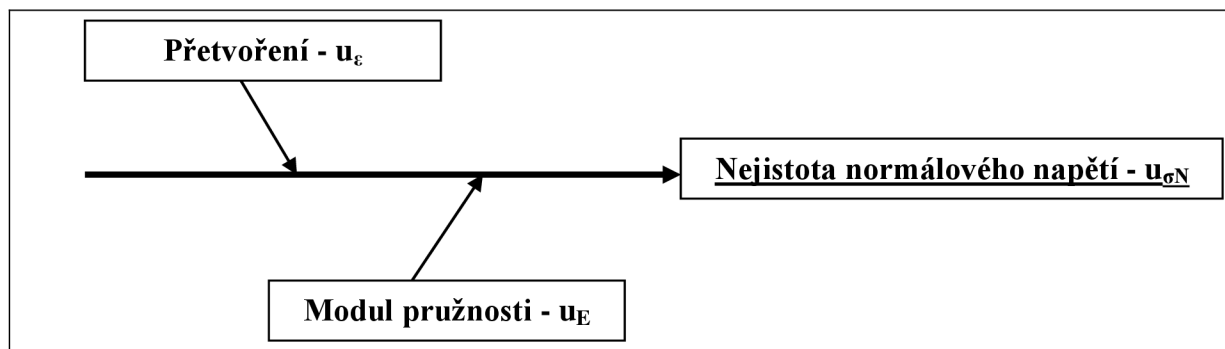 Přetvoření - uε
Nejistota normálového napětí - uσN
Modul pružnosti - uE